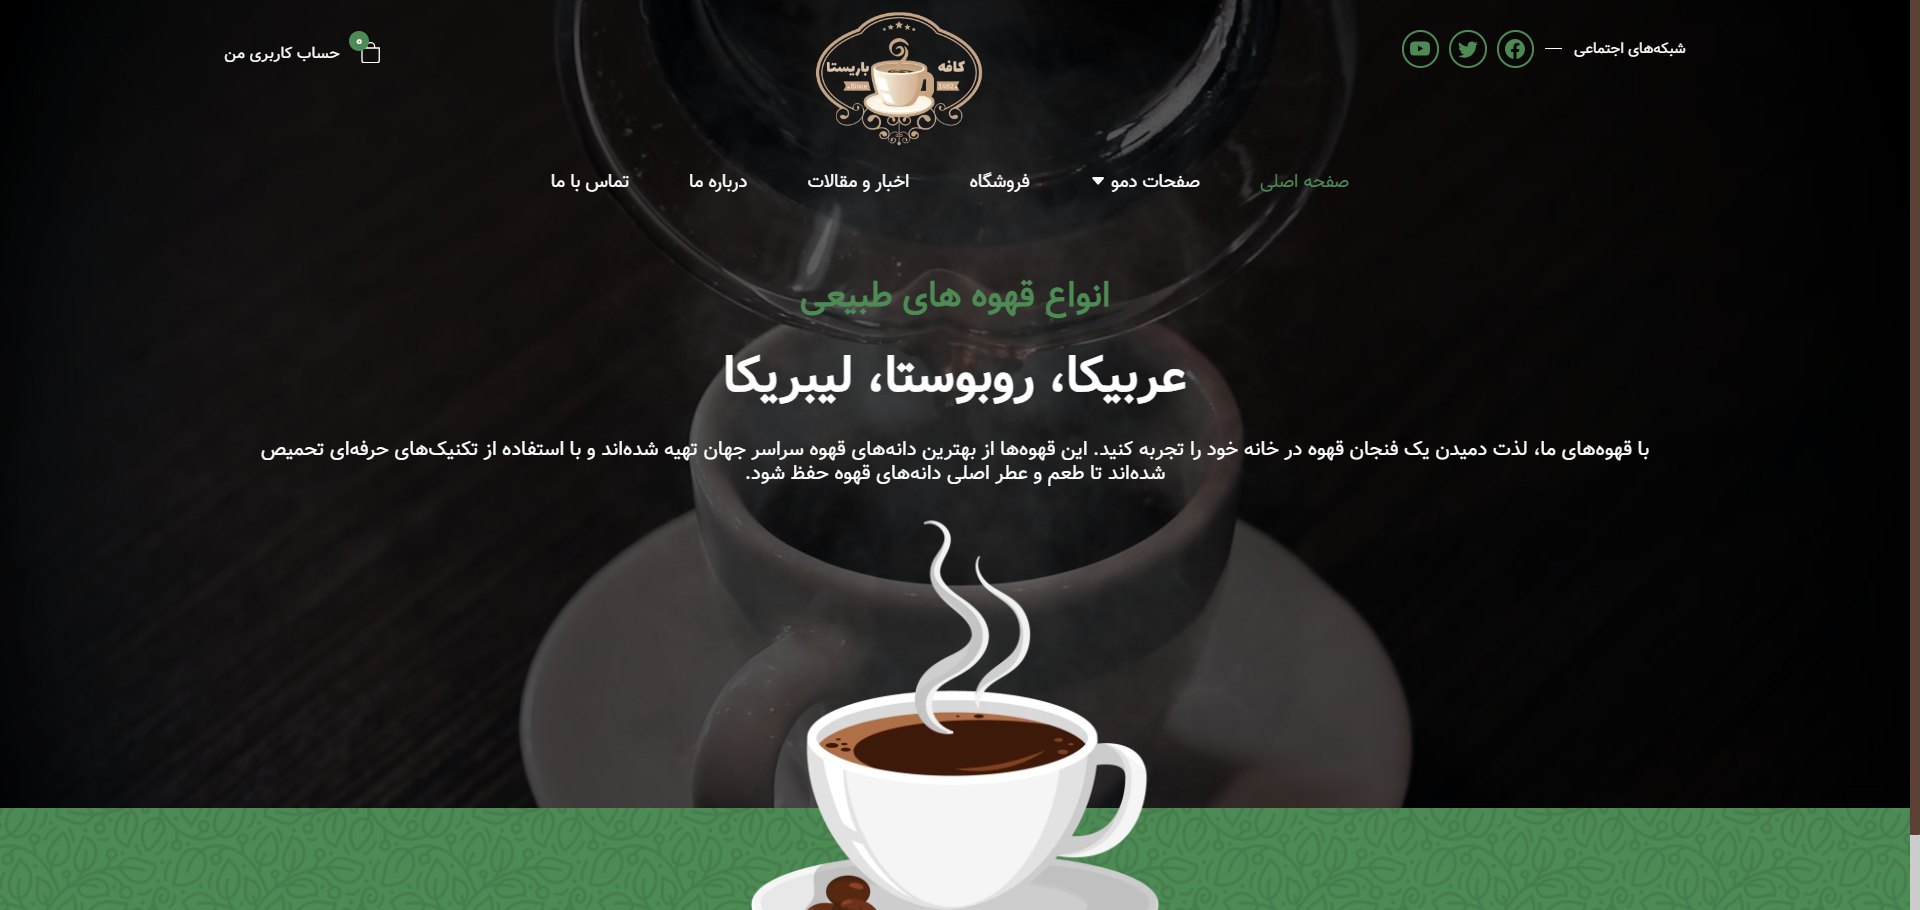 شبکه‌های اجتماعی
کافه باریستا
Since
۰
حساب کاربری من
صفحه اصلی
صفحات دمو
فروشگاه
اخبار و مقالات
درباره ما
تماس با ما
انواع قهوه های طبیعی
عربیکا، روبوستا، لیبریکا
با قهوه‌های ما، لذت دمیدن یک فنجان قهوه در خانه خود را تجربه کنید. این قهوه‌ها از بهترین دانه‌های قهوه سراسر جهان تهیه شده‌اند و با استفاده از تکنیک‌های حرفه‌ای تحمیص
شده‌اند تا طعم و عطر اصلی دانه‌های قهوه حفظ شود.